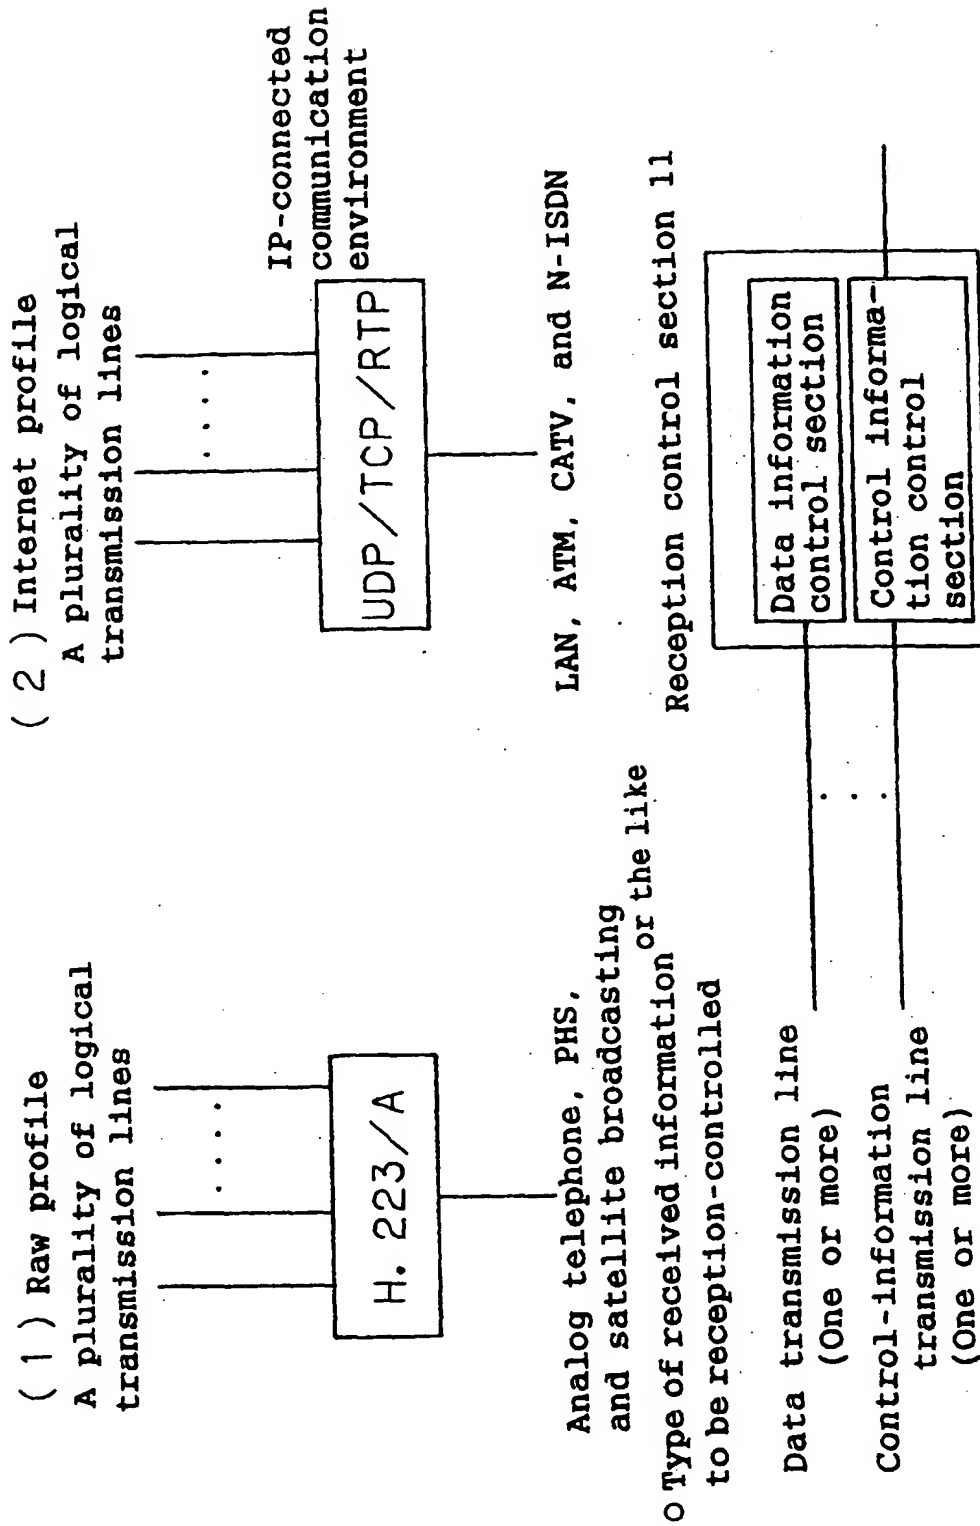 ( 1 ) Raw profile
A plurality of logical
transmission lines
H. 223/A
Analog telephone, PHS,
and satellite broadcasting
or the like
( 2 ) Internet profile
A plurality of logical
transmission lines
IP-connected
communication
environment
UDP/TCP/RTP
LAN, ATM, CATV, and N-ISDN
o Type of received information
to be reception-controlled
Reception control section 11
Data transmission line
(One or more)
Control-information
transmission line
(One or more)
Data information
control section
Control informa-
tion control
section